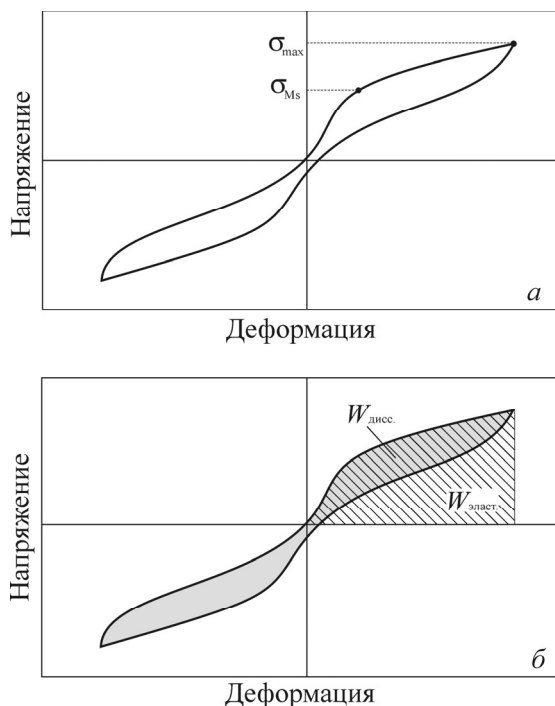 σmax
σMs
Напряжение
а
Деформация
Wдисс.
Wэласт.
Напряжение
б
Деформация